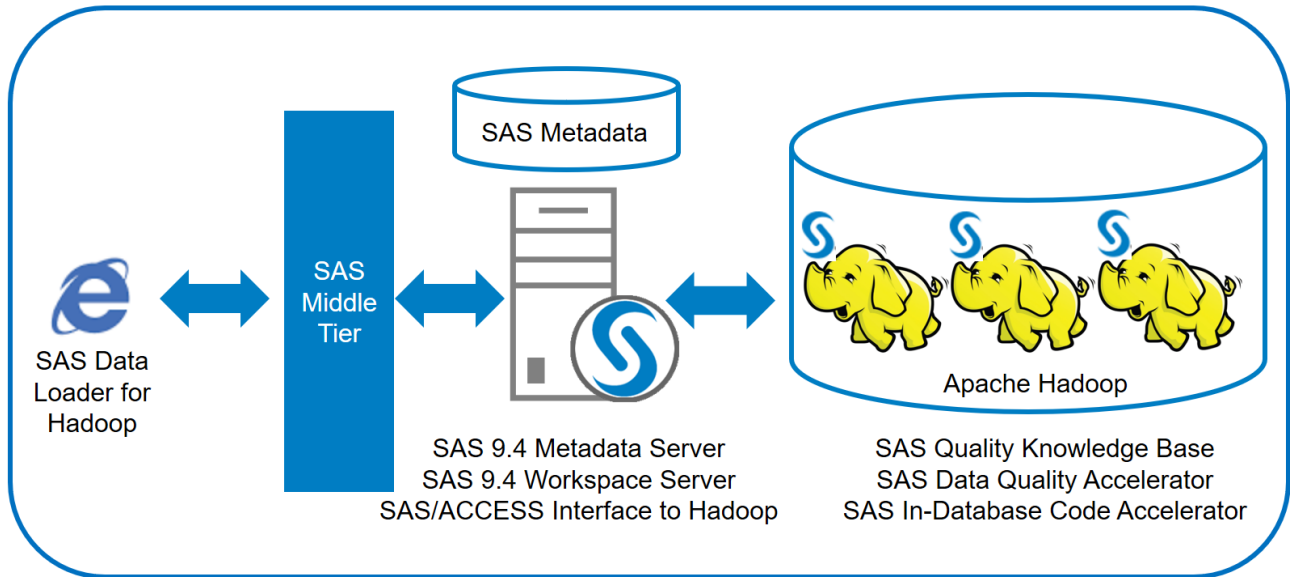 SAS Data
Loader for
Hadoop
SAS
Middle
Tier
SAS Metadata
SAS 9.4 Metadata Server
SAS 9.4 Workspace Server
SAS/ACCESS Interface to Hadoop
Apache Hadoop
SAS Quality Knowledge Base
SAS Data Quality Accelerator
SAS In-Database Code Accelerator